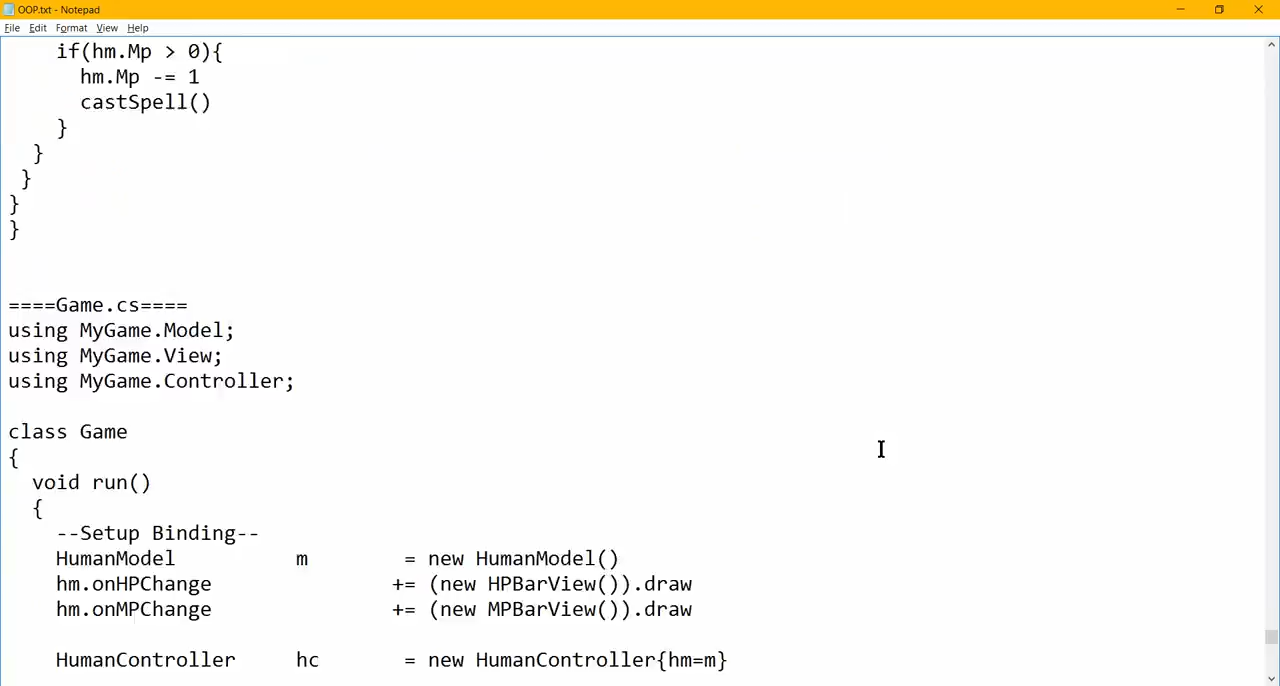 OOP.txt - Notepad
File Edit Format View Help
if(hm.Mp > 0){
hm.Mp -= 1
castSpell()
}
}
}
}
}
====Game.cs====
using MyGame.Model;
using MyGame.View;
using MyGame.Controller;
class Game
{
void run()
{
--Setup Binding--
HumanModel m = new HumanModel()
hm.onHPChange += (new HPBarView()).draw
hm.onMPChange += (new MPBarView()).draw
HumanController hc = new HumanController{hm=m}